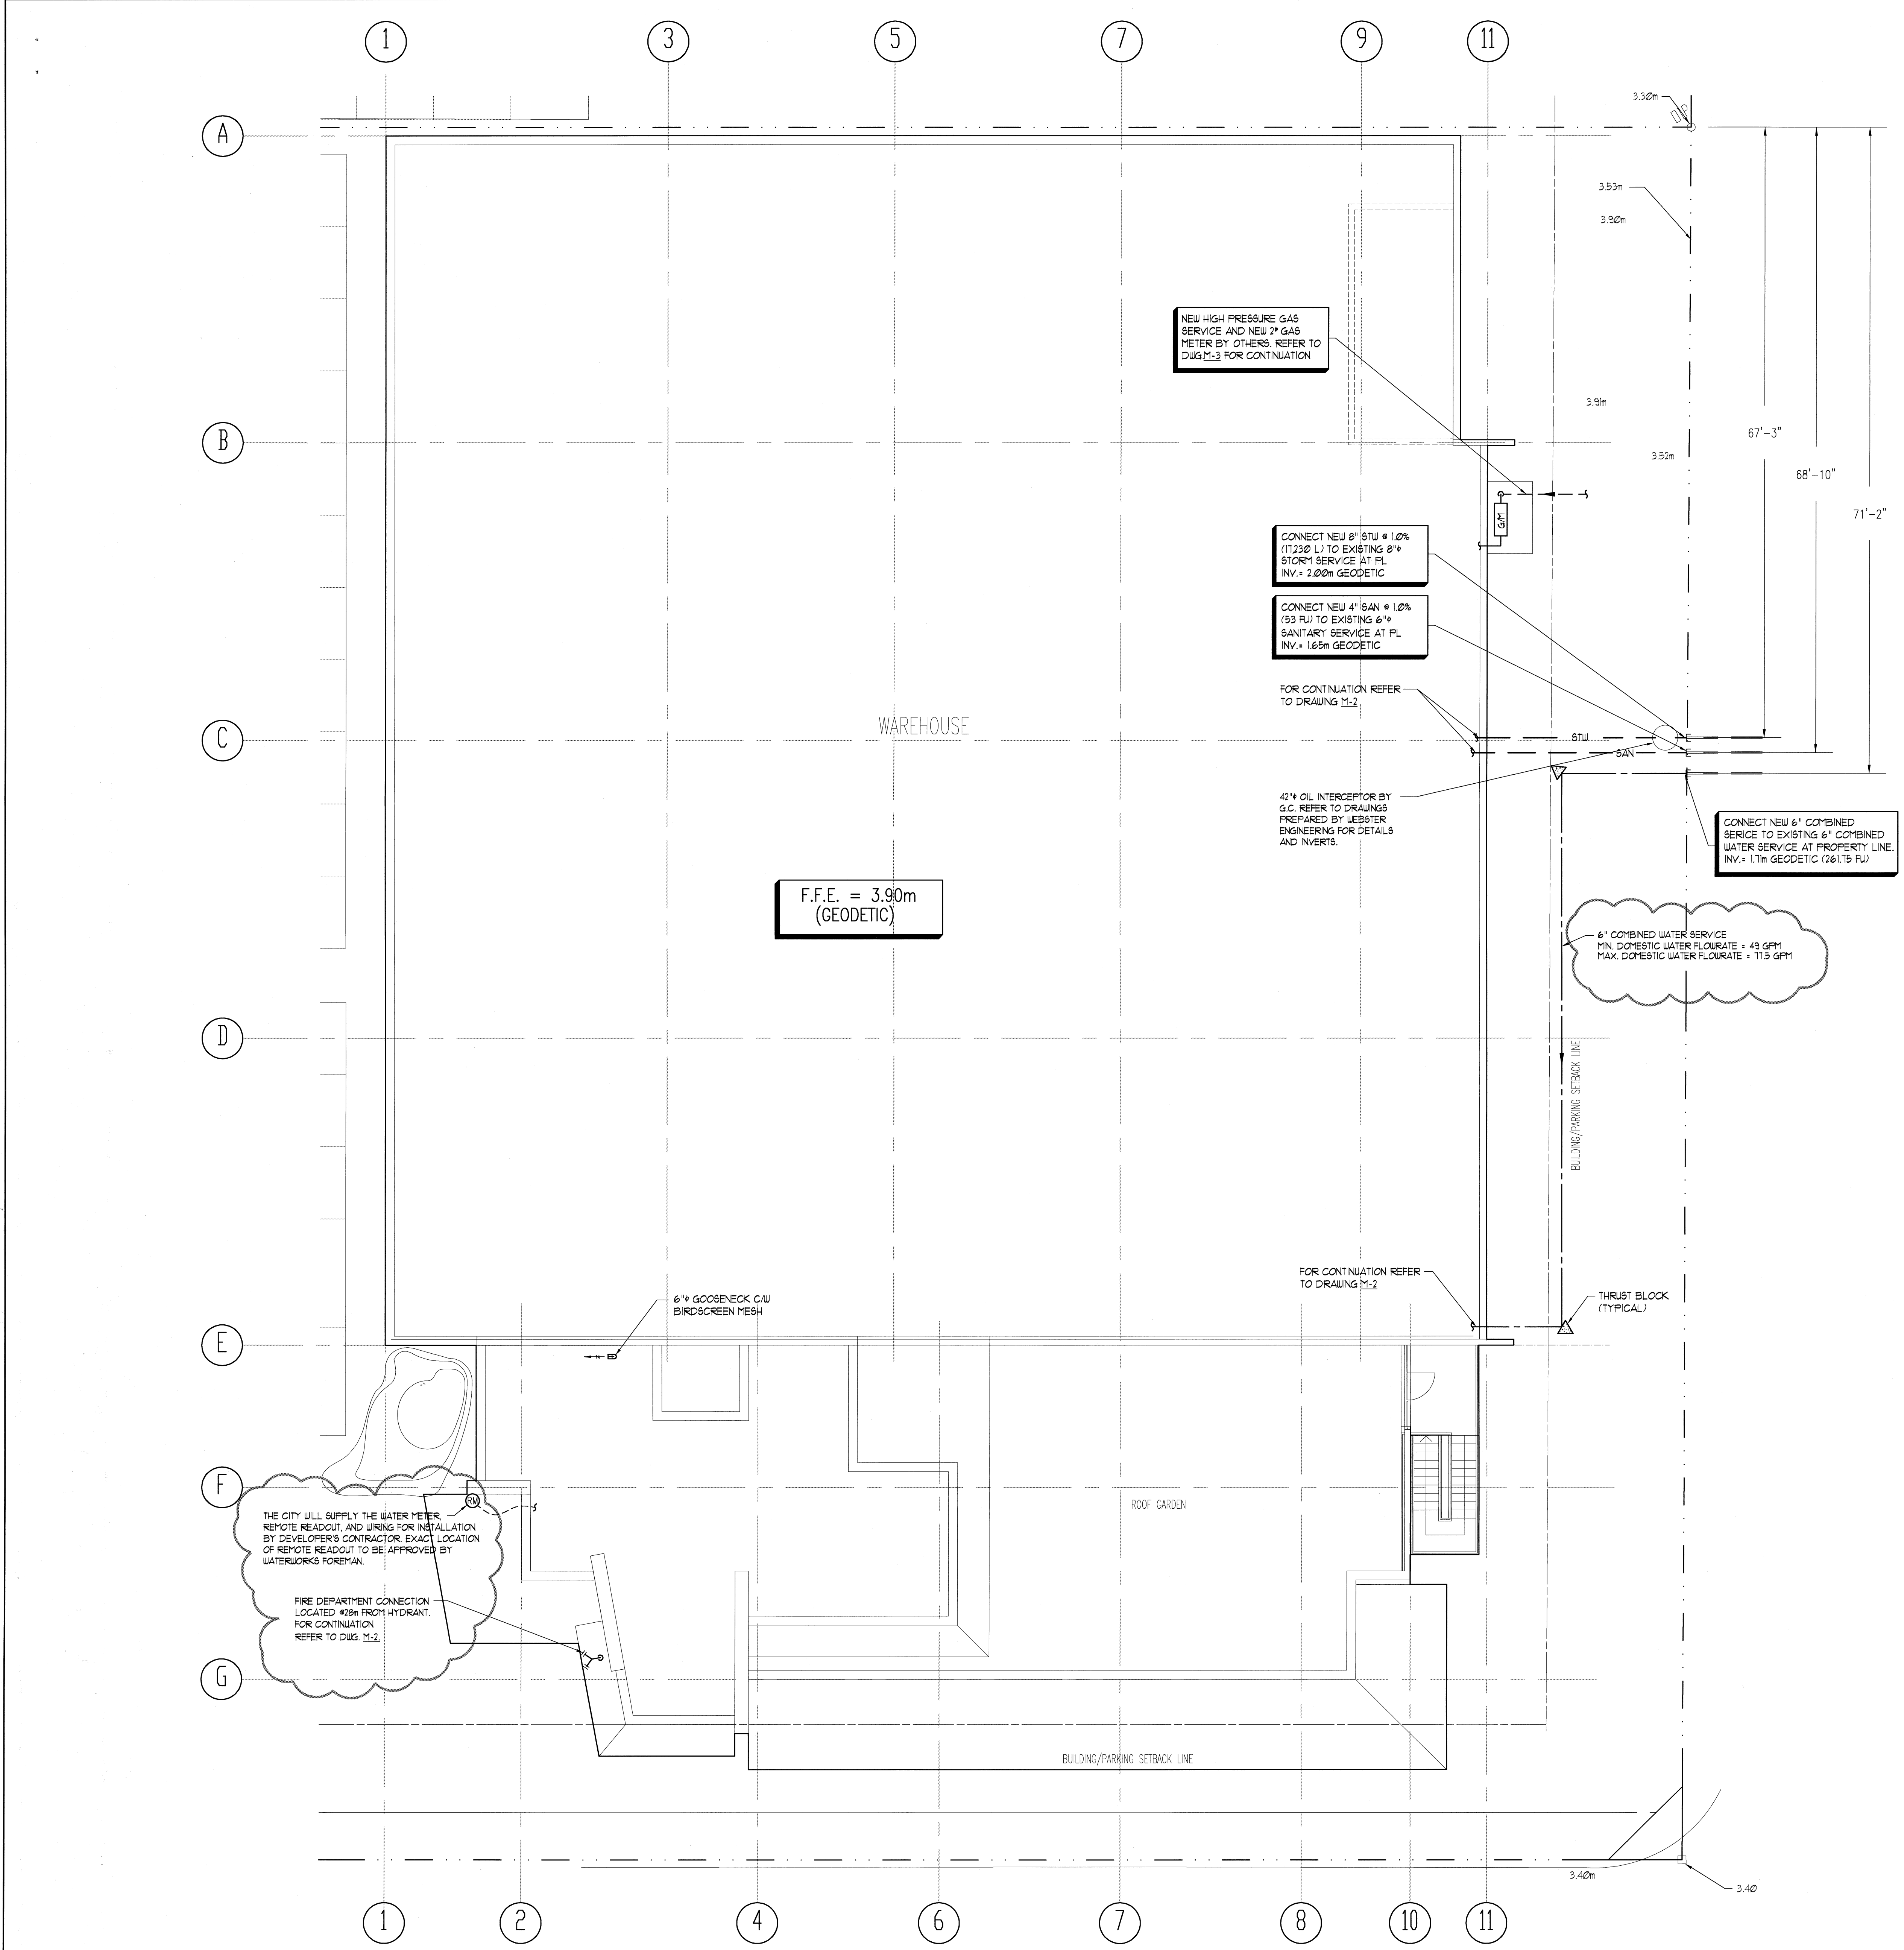 1
3
5
7
9
11
A
B
C
D
E
F
G
3.30m
3.53m
3.90m
3.91m
3.52m
67'-3"
68'-10"
71'-2"
NEW HIGH PRESSURE GAS
SERVICE AND NEW 2# GAS
METER BY OTHERS. REFER TO
DWG.M-3 FOR CONTINUATION
G/M
CONNECT NEW 8" STW @ 1.0%
(17,230 L) TO EXISTING 8"ϕ
STORM SERVICE AT PL
INV.= 2.00m GEODETIC
CONNECT NEW 4" SAN @ 1.0%
(53 FU) TO EXISTING 6"ϕ
SANITARY SERVICE AT PL
INV.= 1.65m GEODETIC
FOR CONTINUATION REFER
TO DRAWING M-2
WAREHOUSE
STW
SAN
42"ϕ OIL INTERCEPTOR BY
G.C. REFER TO DRAWINGS
PREPARED BY WEBSTER
ENGINEERING FOR DETAILS
AND INVERTS.
CONNECT NEW 6" COMBINED
SERICE TO EXISTING 6" COMBINED
WATER SERVICE AT PROPERTY LINE.
INV.= 1.71m GEODETIC (261.75 FU)
F.F.E. = 3.90m
(GEODETIC)
6" COMBINED WATER SERVICE
MIN. DOMESTIC WATER FLOWRATE = 49 GPM
MAX. DOMESTIC WATER FLOWRATE = 77.5 GPM
BUILDING/PARKING SETBACK LINE
FOR CONTINUATION REFER
TO DRAWING M-2
THRUST BLOCK
(TYPICAL)
6"ϕ GOOSENECK C/W
BIRDSCREEN MESH
N
RM
THE CITY WILL SUPPLY THE WATER METER,
REMOTE READOUT, AND WIRING FOR INSTALLATION
BY DEVELOPER'S CONTRACTOR. EXACT LOCATION
OF REMOTE READOUT TO BE APPROVED BY
WATERWORKS FOREMAN.
ROOF GARDEN
FIRE DEPARTMENT CONNECTION
LOCATED @28m FROM HYDRANT.
FOR CONTINUATION
REFER TO DWG. M-2.
BUILDING/PARKING SETBACK LINE
3.40m
3.40
1
2
4
6
7
8
10
11